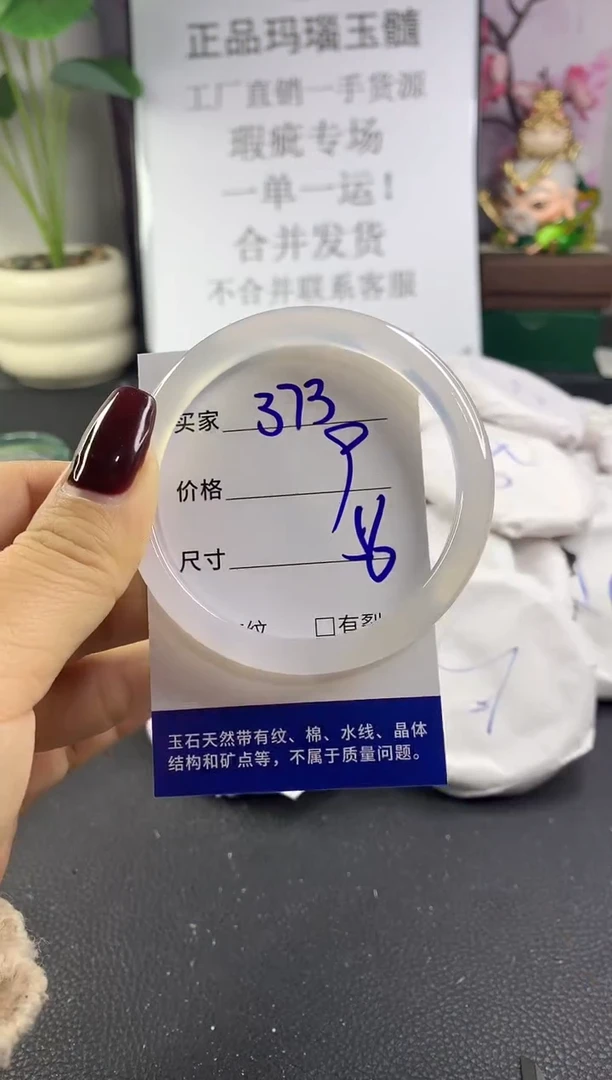 正品玛瑙玉髓
工厂直销一手货源
瑕疵专场
一单一运!
合并发货
不合并联系客服
买家 373
价格
尺寸
纹 □有裂
玉石天然带有纹、棉、水线、晶体
结构和矿点等，不属于质量问题。